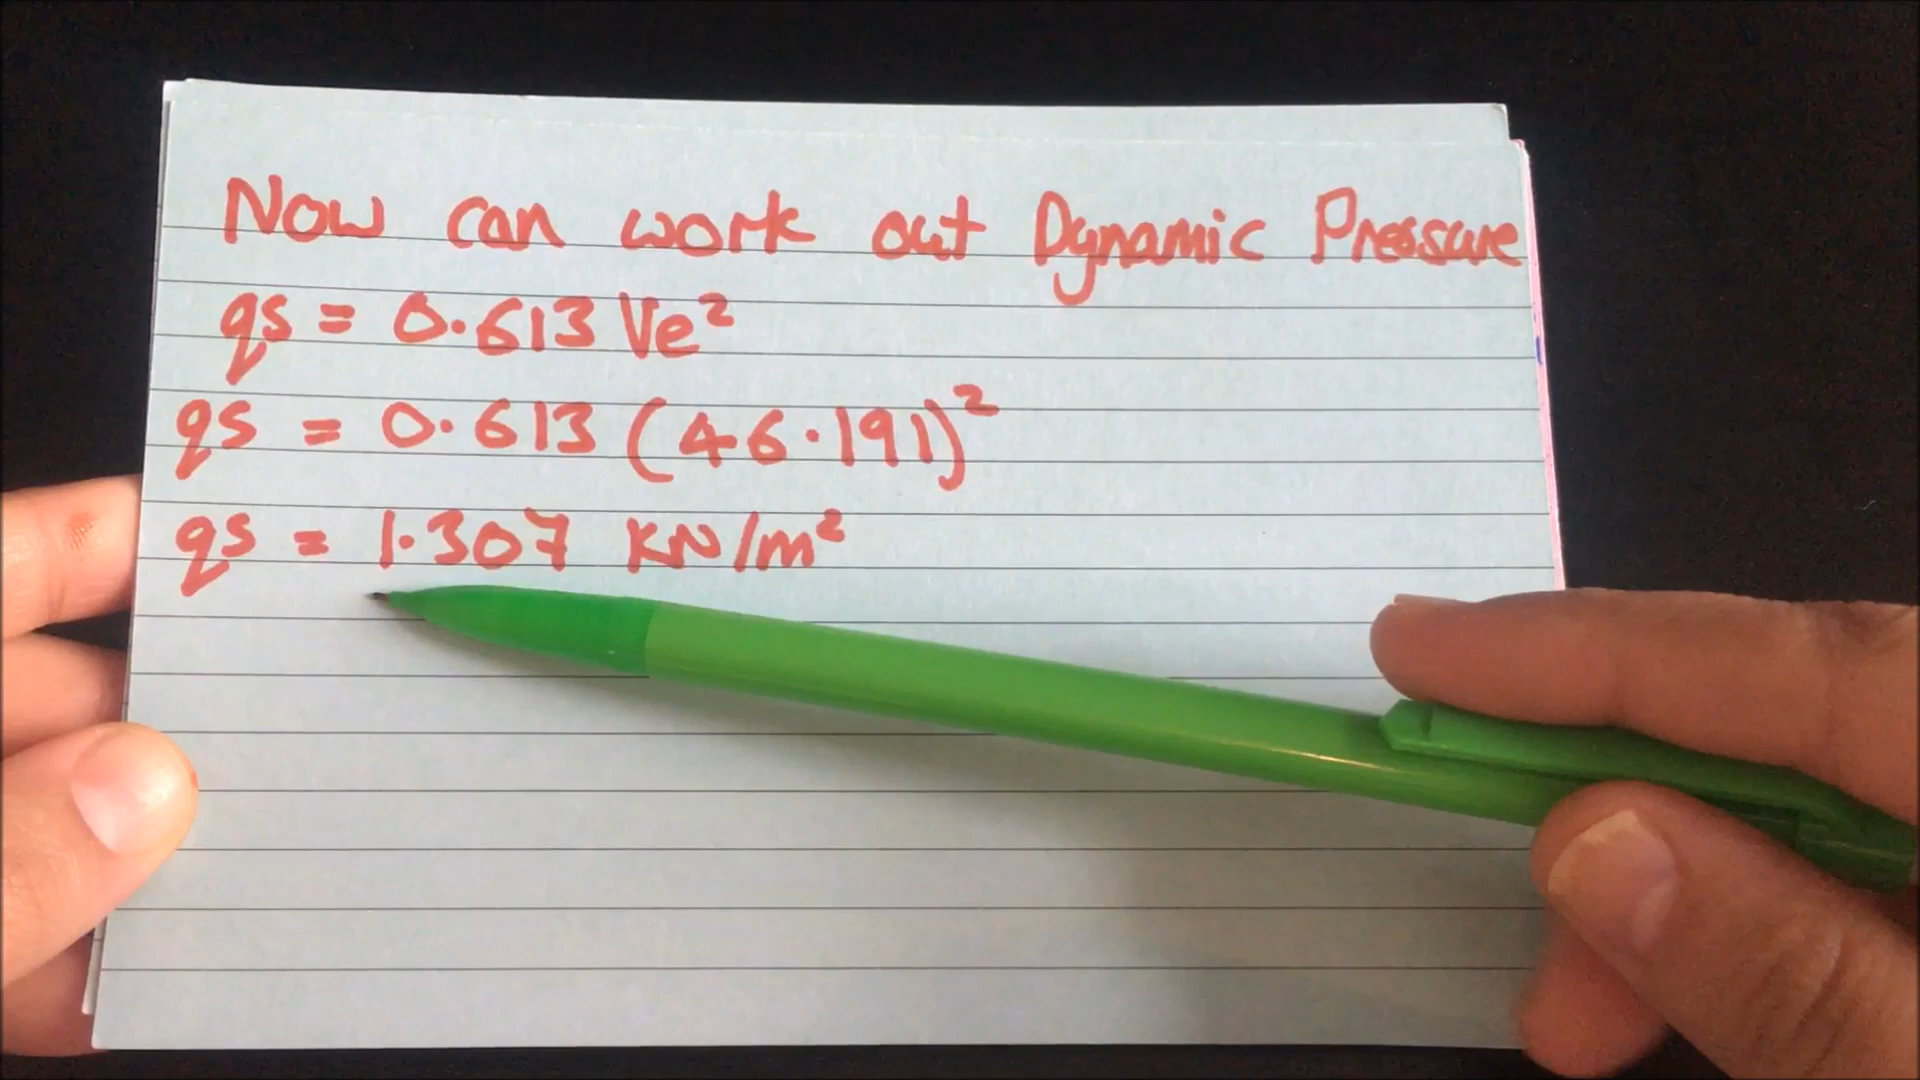 Now can work out Dynamic Pressure
qs = 0.613 Ve²
qs = 0.613 (46.191)²
qs = 1.307 KN/m²